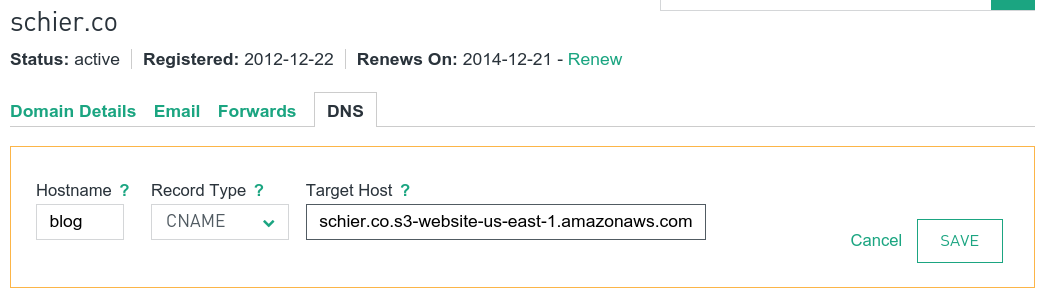 schier.co
Status: active Registered: 2012-12-22 Renews On: 2014-12-21 - Renew
Domain Details Email Forwards DNS
Hostname ? Record Type ? Target Host ?
blog CNAME schier.co.s3-website-us-east-1.amazonaws.com
Cancel SAVE